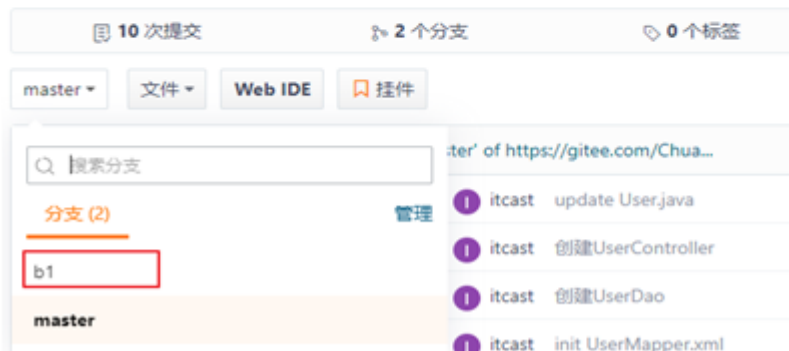 10 次提交 2 个分支 0 个标签
master 文件 Web IDE 挂件
ter' of https://gitee.com/Chua...
搜索分支
分支 (2) 管理
I itcast update User.java
I itcast 创建UserController
b1
I itcast 创建UserDao
master
I itcast init UserMapper.xml